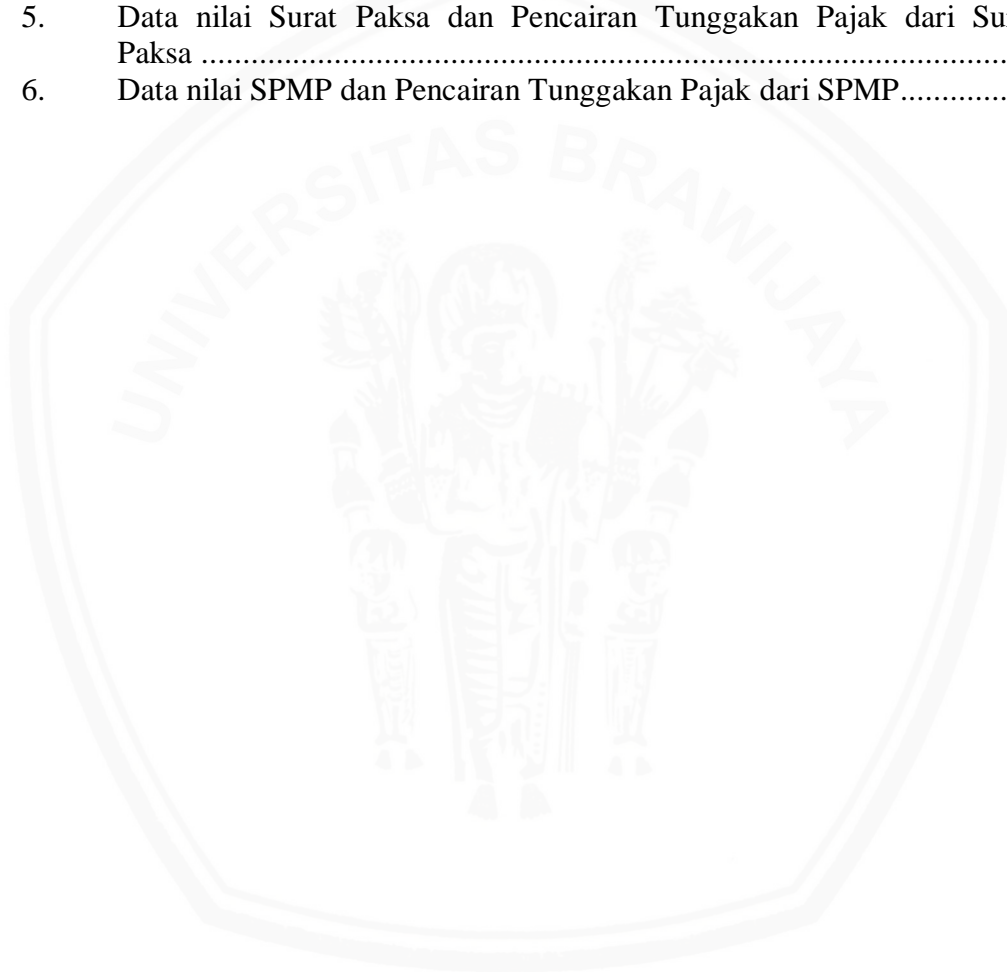 5. Data nilai Surat Paksa dan Pencairan Tunggakan Pajak dari
Paksa ....................................................................................................
6. Data nilai SPMP dan Pencairan Tunggakan Pajak dari SPMP.............
UNIVERSITAS BRAWIJAYA